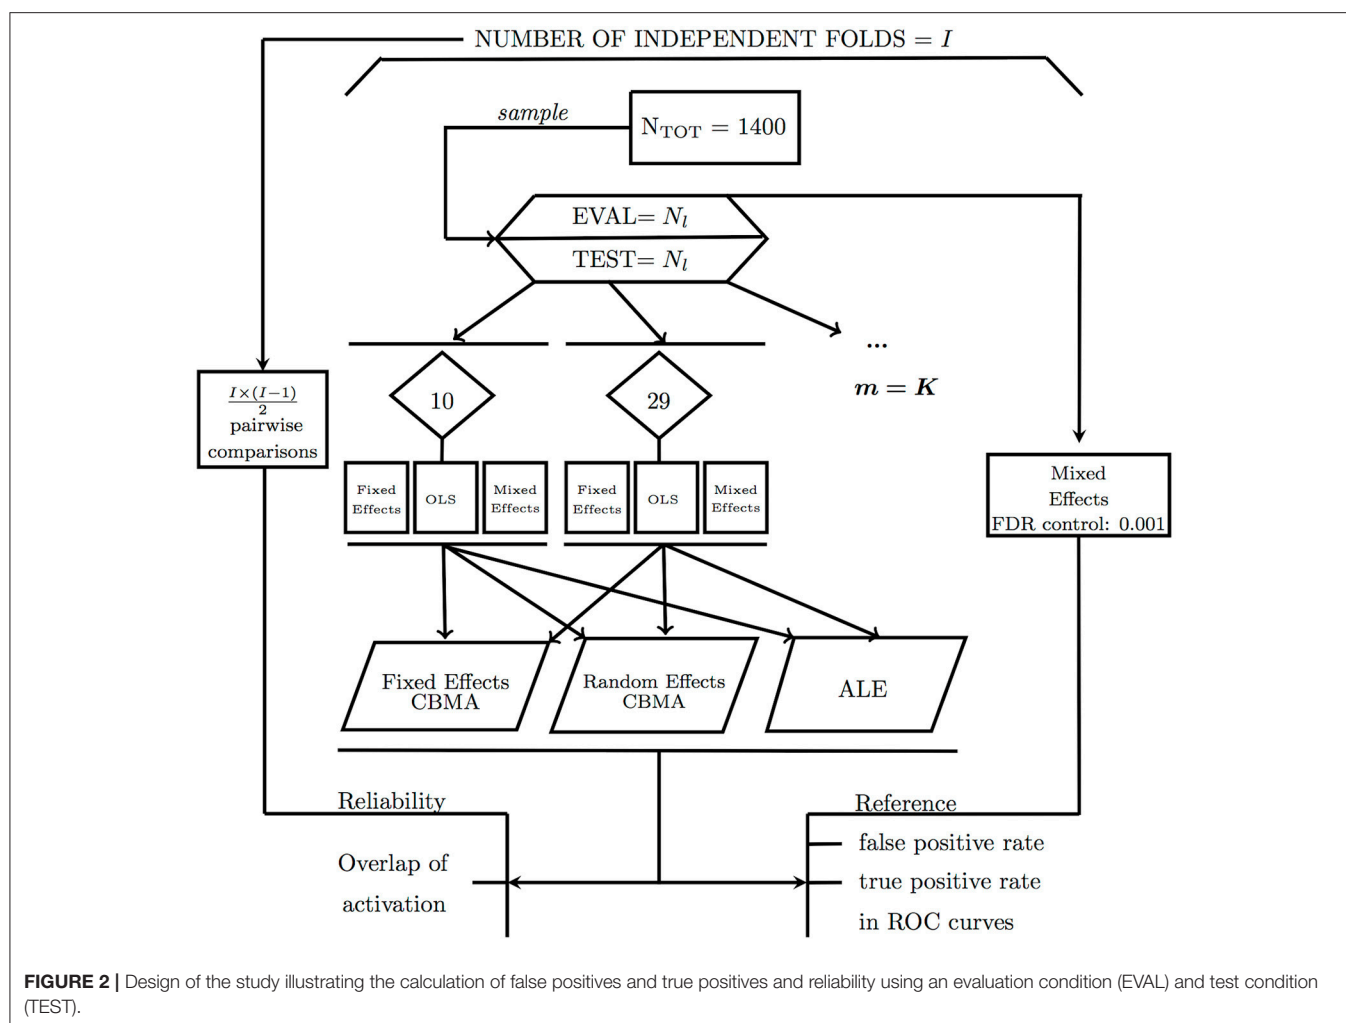 NUMBER OF INDEPENDENT FOLDS = I
sample
N_TOT = 1400
EVAL= N_l
TEST= N_l
...
m = K
I×(I−1)
2
pairwise
comparisons
10
29
Fixed
Effects
OLS
Mixed
Effects
Fixed
Effects
OLS
Mixed
Effects
Mixed
Effects
FDR control: 0.001
Fixed Effects
CBMA
Random Effects
CBMA
ALE
Reliability
Overlap of
activation
Reference
false positive rate
true positive rate
in ROC curves
FIGURE 2 | Design of the study illustrating the calculation of false positives and true positives and reliability using an evaluation condition (EVAL) and test condition
(TEST).